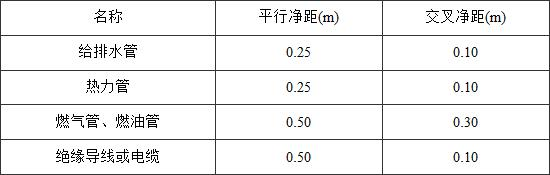 名称 平行净距(m) 交叉净距(m)
给排水管 0.25 0.10
热力管 0.25 0.10
燃气管、燃油管 0.50 0.30
绝缘导线或电缆 0.50 0.10